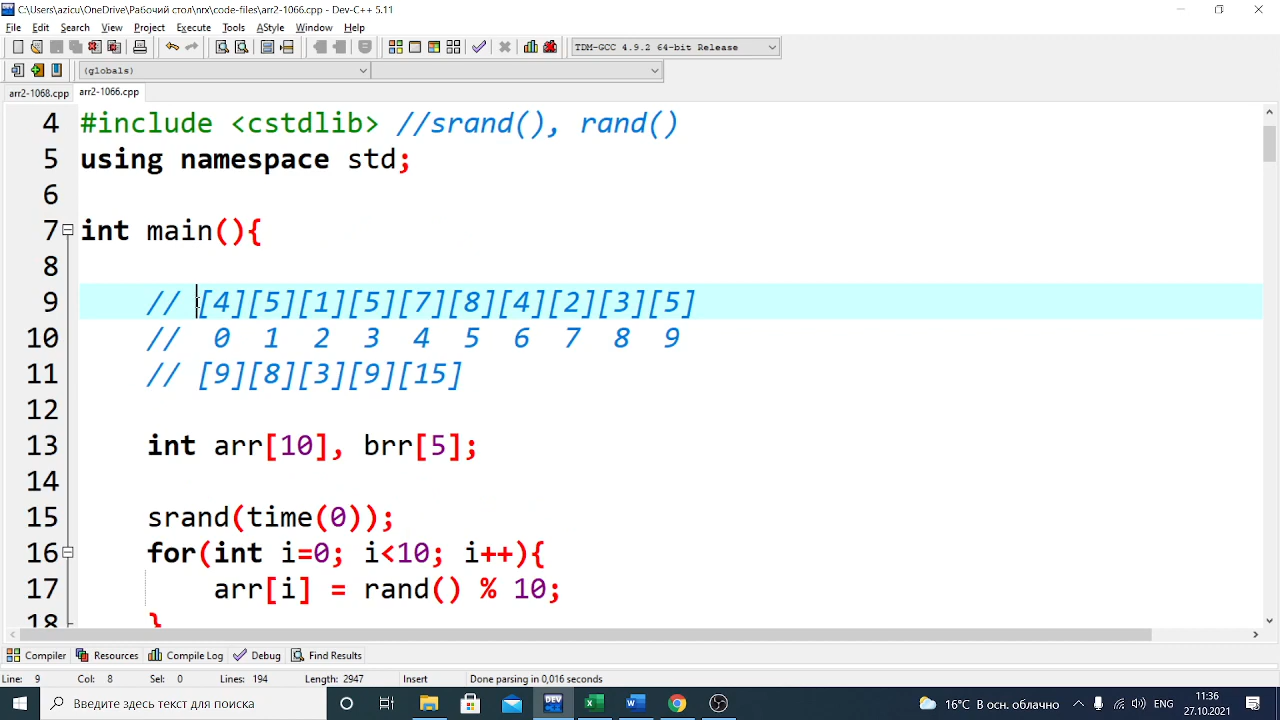 C:\Users\azicu\OneDrive\Рабочий стол\nrx\code-files\arr2-1066.cpp - Dev-C++ 5.11
File Edit Search View Project Execute Tools AStyle Window Help
TDM-GCC 4.9.2 64-bit Release
(globals)
arr2-1068.cpp arr2-1066.cpp
4 #include <cstdlib> //srand(), rand()
5 using namespace std;
6
7 int main(){
8
9 // [4][5][1][5][7][8][4][2][3][5]
10 // 0 1 2 3 4 5 6 7 8 9
11 // [9][8][3][9][15]
12
13 int arr[10], brr[5];
14
15 srand(time(0));
16 for(int i=0; i<10; i++){
17 arr[i] = rand() % 10;
18 }
Compiler Resources Compile Log Debug Find Results
Line: 9 Col: 8 Sel: 0 Lines: 194 Length: 2947 Insert Done parsing in 0,016 seconds
Введите здесь текст для поиска
16°C В осн. облачно ENG 11:36
27.10.2021